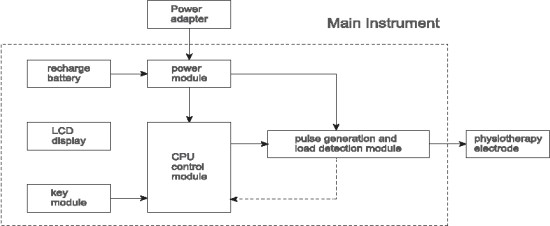 Power
adapter
Main Instrument
recharge
battery
power
module
LCD
display
CPU
control
module
pulse generation and
load detection module
physiotherapy
electrode
key
module